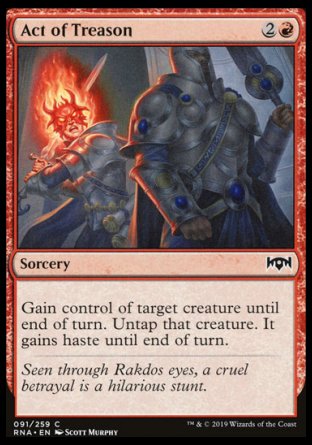 Act of Treason 2
Sorcery
Gain control of target creature until
end of turn. Untap that creature. It
gains haste until end of turn.
Seen through Rakdos eyes, a cruel
betrayal is a hilarious stunt.
091/259 C
RNA • EN Scott Murphy
™ & © 2019 Wizards of the Coast